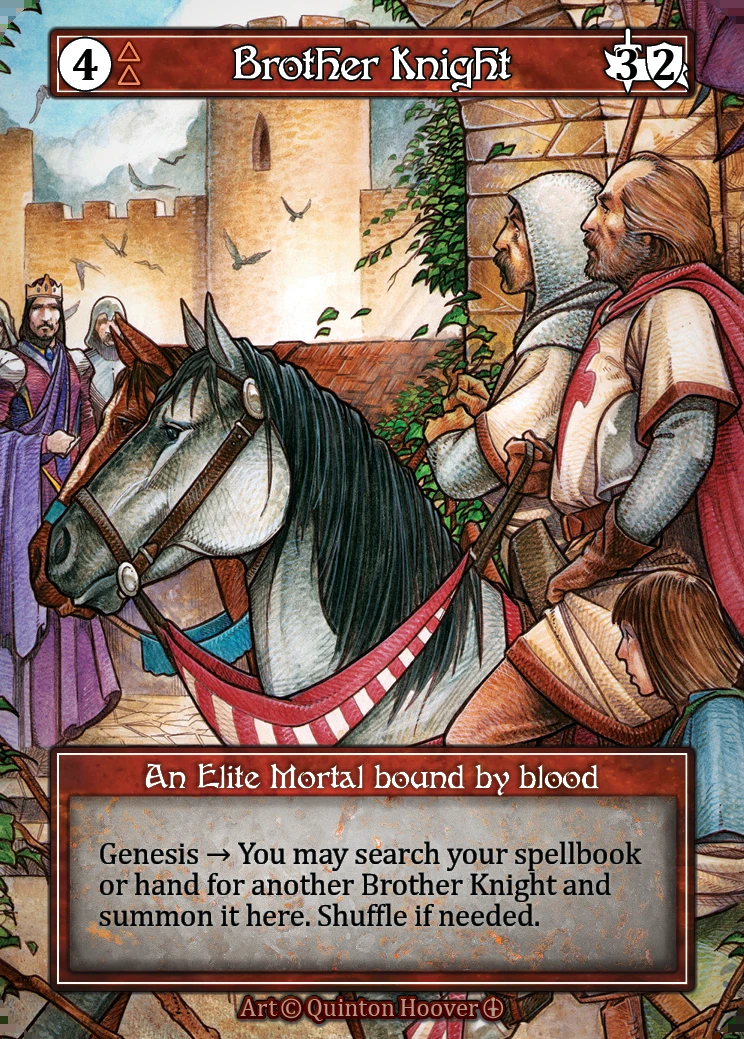 4 Brother Knight 3 2
An Elite Mortal bound by blood
Genesis → You may search your spellbook
or hand for another Brother Knight and
summon it here. Shuffle if needed.
Art © Quinton Hoover